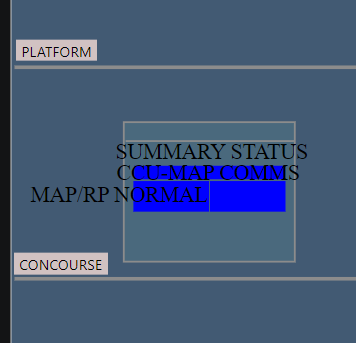 PLATFORM
SUMMARY STATUS
CCU-MAP COMMS
MAP/RP NORMAL
CONCOURSE